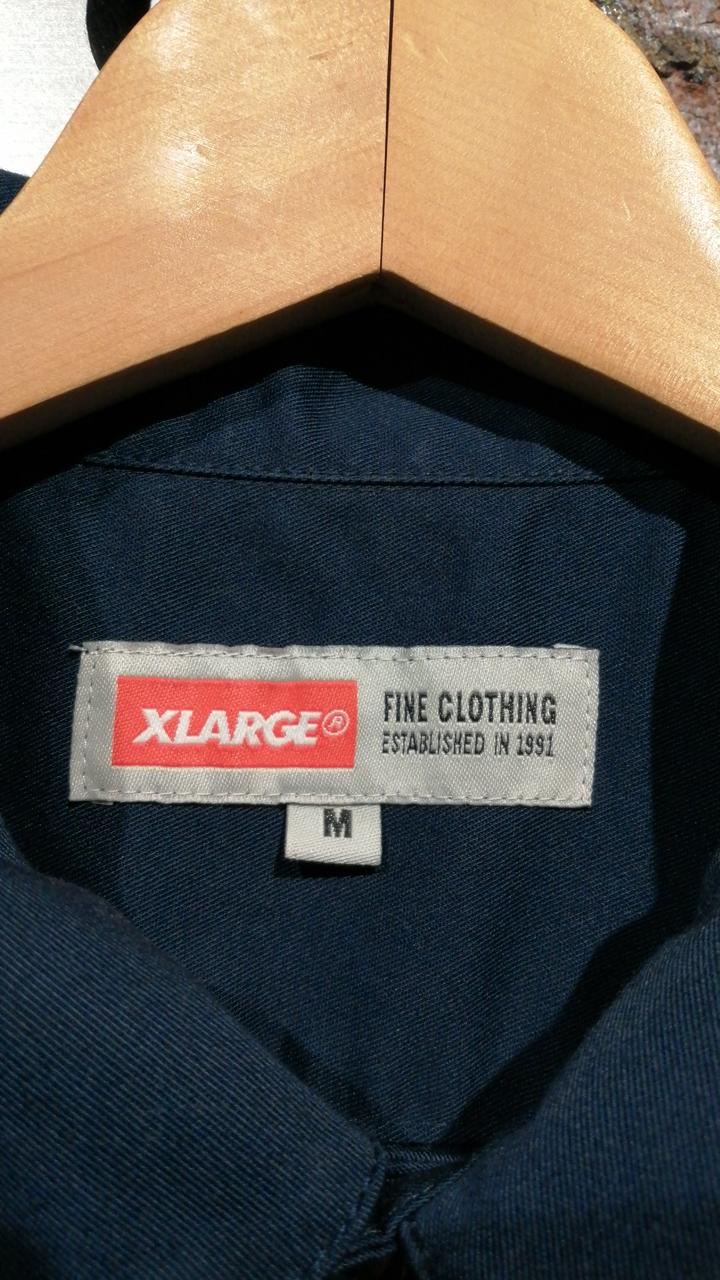 XLARGE®
FINE CLOTHING
ESTABLISHED IN 1991
M